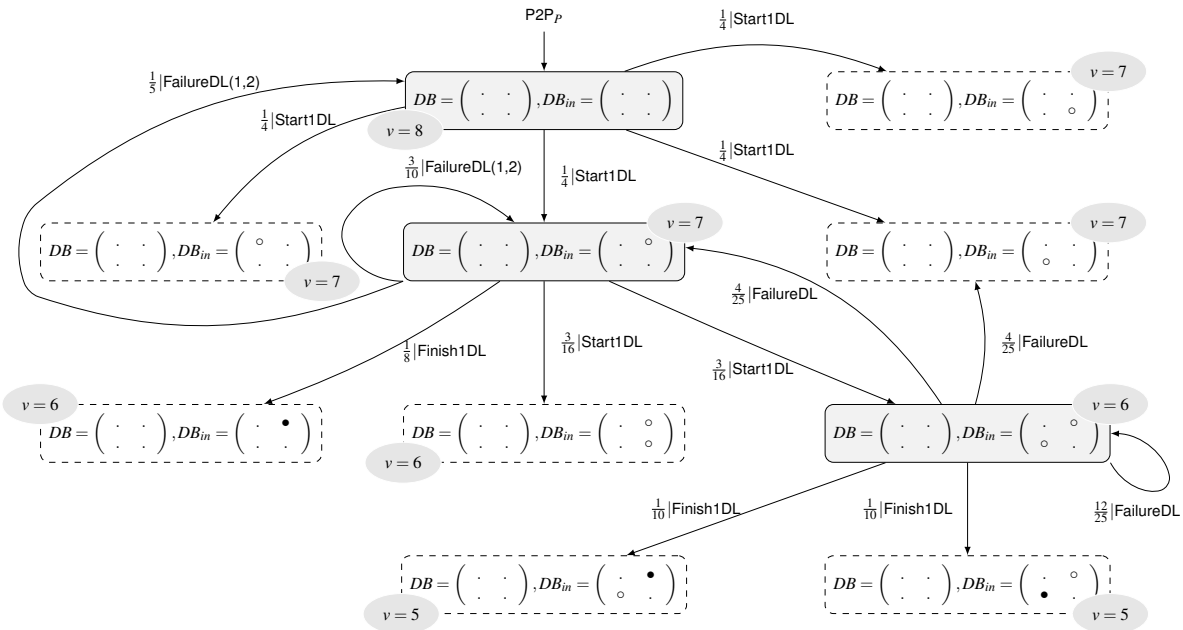 P2P_P
1/4|Start1DL
1/5|FailureDL(1,2)
v = 7
DB = ( · · · · ), DB_in = ( · · · · )
v = 8
DB = ( · · · · ), DB_in = ( · · · ○ )
1/4|Start1DL
1/4|Start1DL
3/10|FailureDL(1,2)
1/4|Start1DL
v = 7
v = 7
DB = ( · · · · ), DB_in = ( ○ · · · )
v = 7
DB = ( · · · · ), DB_in = ( · ○ · · )
DB = ( · · · · ), DB_in = ( · · ○ · )
4/25|FailureDL
1/8|Finish1DL
3/16|Start1DL
3/16|Start1DL
4/25|FailureDL
v = 6
v = 6
DB = ( · · · · ), DB_in = ( · ● · · )
DB = ( · · · · ), DB_in = ( · ○ · ○ )
v = 6
DB = ( · · · · ), DB_in = ( · ○ ○ · )
1/10|Finish1DL
1/10|Finish1DL
12/25|FailureDL
DB = ( · · · · ), DB_in = ( · ● ○ · )
v = 5
DB = ( · · · · ), DB_in = ( · ○ ● · )
v = 5